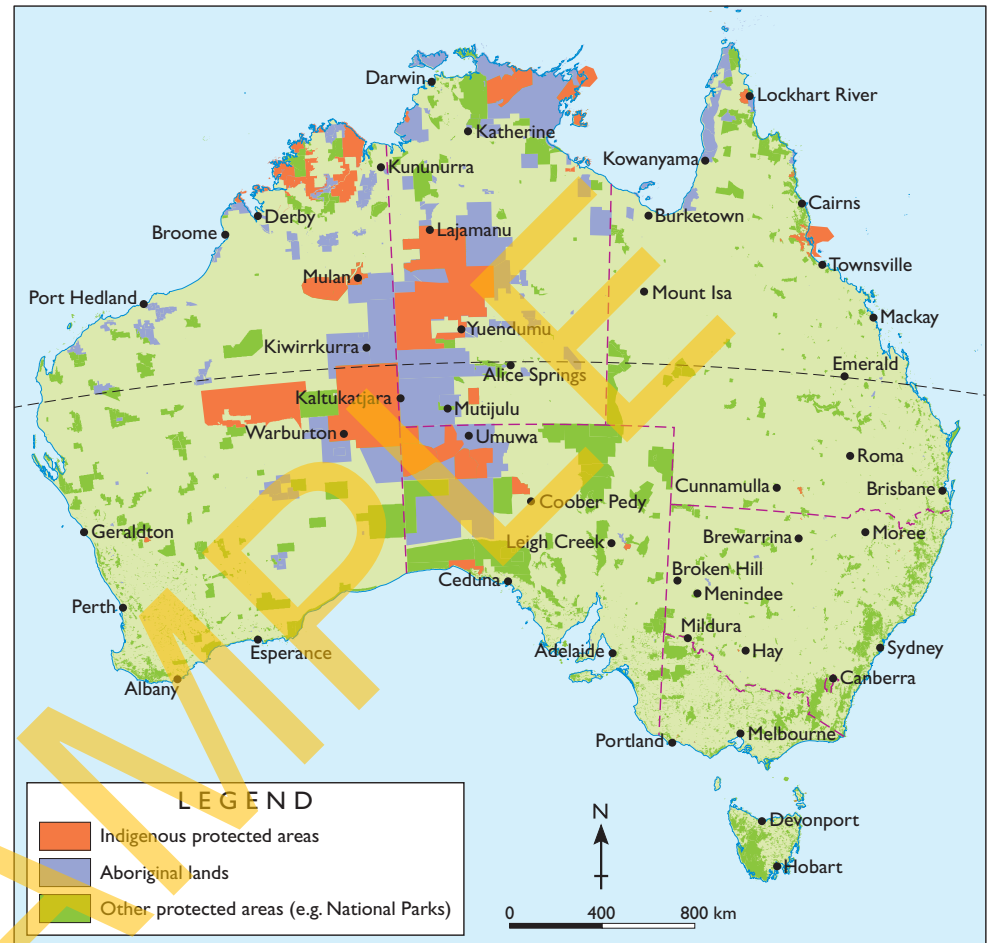 Darwin
Lockhart River
Katherine
Kowanyama
Kununurra
Cairns
Derby
Burketown
Broome
Lajamanu
Townsville
Mulan
Mount Isa
Port Hedland
Mackay
Yuendumu
Kiwirrkurra
Emerald
Alice Springs
Kaltukatjara
Mutijulu
Warburton
Umuwa
Roma
Cunnamulla
Brisbane
Coober Pedy
Geraldton
Leigh Creek
Brewarrina
Moree
Broken Hill
Ceduna
Menindee
Perth
Mildura
Esperance
Adelaide
Hay
Sydney
Albany
Canberra
Portland
Melbourne
LEGEND
Indigenous protected areas
Aboriginal lands
Other protected areas (e.g. National Parks)
N
Devonport
Hobart
0 400 800 km
AMPLE